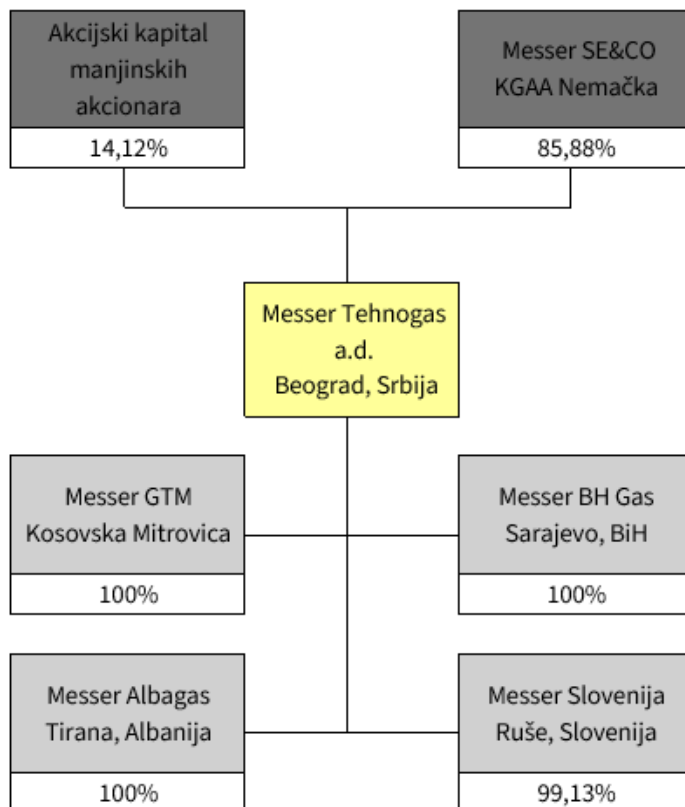 Akcijski kapital
manjinskih
akcionara
14,12%
Messer SE&CO
KGAA Nemačka
85,88%
Messer Tehnogas
a.d.
Beograd, Srbija
Messer GTM
Kosovska Mitrovica
100%
Messer BH Gas
Sarajevo, BiH
100%
Messer Albagas
Tirana, Albanija
100%
Messer Slovenija
Ruše, Slovenija
99,13%